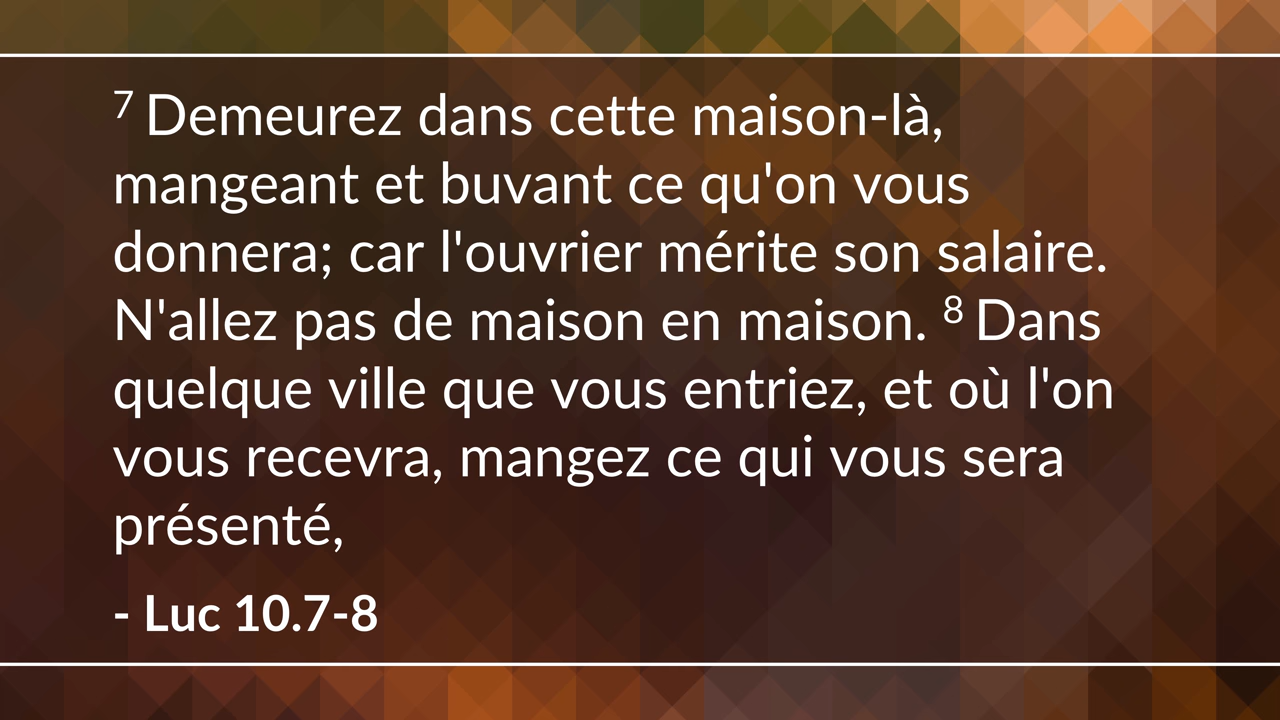 7 Demeurez dans cette maison-là,
mangeant et buvant ce qu'on vous
donnera; car l'ouvrier mérite son salaire.
N'allez pas de maison en maison. 8 Dans
quelque ville que vous entriez, et où l'on
vous recevra, mangez ce qui vous sera
présenté,
- Luc 10.7-8